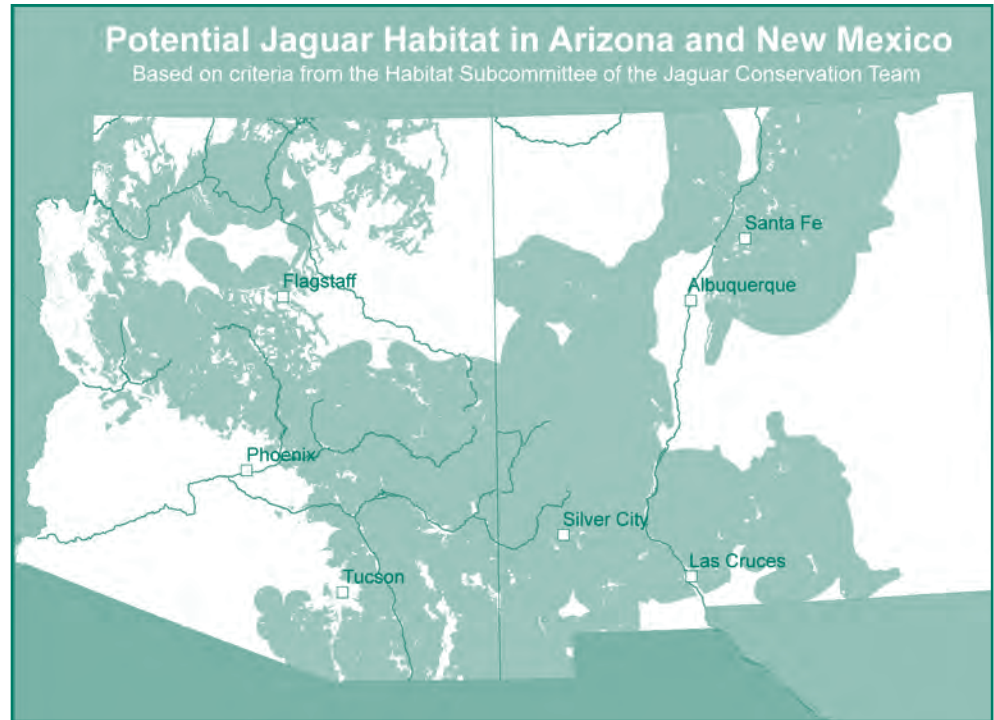 Potential Jaguar Habitat in Arizona and New Mexico
Based on criteria from the Habitat Subcommittee of the Jaguar Conservation Team
Santa Fe
Flagstaff
Albuquerque
Phoenix
Silver City
Las Cruces
Tucson